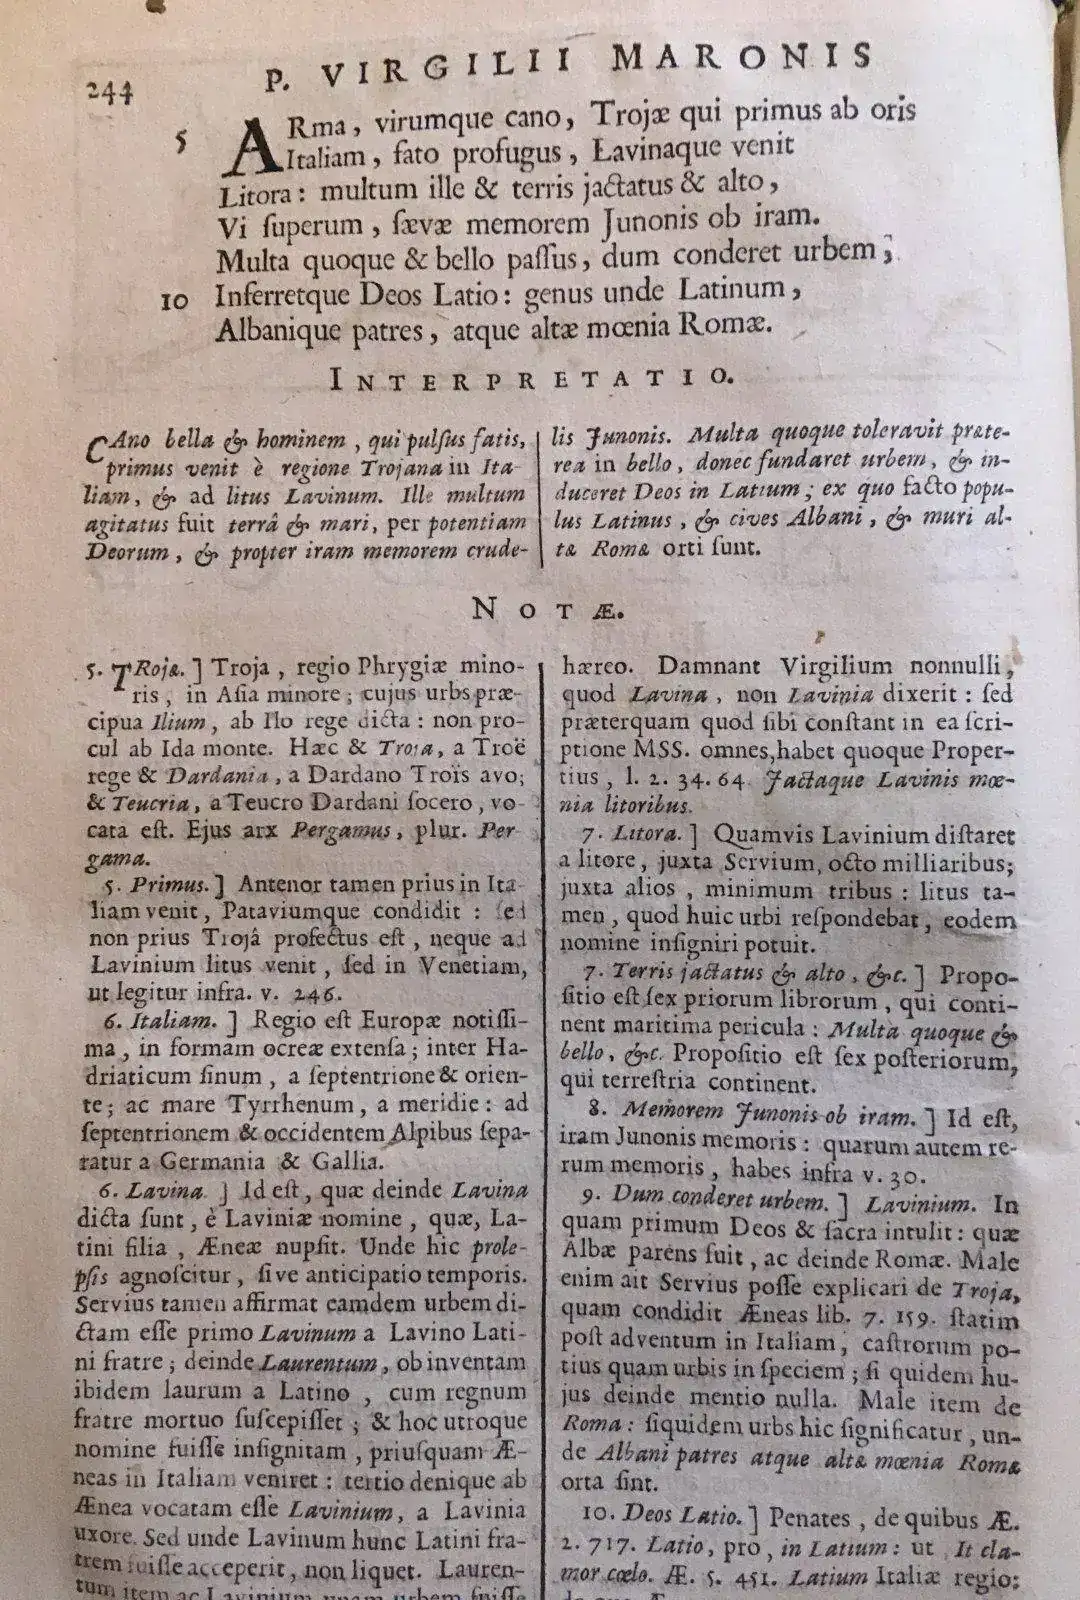 244
P. VIRGILII MARONIS
5 ARma, virumque cano, Trojæ qui primus ab oris
Italiam, fato profugus, Lavinaque venit
Litora: multum ille & terris jactatus & alto,
Vi ſuperum, ſævæ memorem Junonis ob iram.
Multa quoque & bello paſſus, dum conderet urbem;
10 Inferretque Deos Latio: genus unde Latinum,
Albanique patres, atque altæ mœnia Romæ.
INTERPRETATIO.
CAno bella & hominem, qui pulſus fatis,
primus venit è regione Trojana in Ita-
liam, & ad litus Lavinum. Ille multum
agitatus fuit terrâ & mari, per potentiam
Deorum, & propter iram memorem crude-
lis Junonis. Multa quoque toleravit præte-
rea in bello, donec fundaret urbem, & in-
duceret Deos in Latium; ex quo facto popu-
lus Latinus, & cives Albani, & muri al-
tæ Romæ orti ſunt.
NOTÆ.
5. TRojæ. ] Troja, regio Phrygiæ mino-
ris, in Aſia minore; cujus urbs præ-
cipua Ilium, ab Ilo rege dicta: non pro-
cul ab Ida monte. Hæc & Troja, a Troë
rege & Dardania, a Dardano Troïs avo;
& Teucria, a Teucro Dardani ſocero, vo-
cata eſt. Ejus arx Pergamus, plur. Per-
gama.
5. Primus. ] Antenor tamen prius in Ita-
liam venit, Pataviumque condidit: ſed
non prius Trojâ profectus eſt, neque ad
Lavinium litus venit, ſed in Venetiam,
ut legitur infra. v. 246.
6. Italiam. ] Regio eſt Europæ notiſſi-
ma, in formam ocreæ extenſa; inter Ha-
driaticum ſinum, a ſeptentrione & orien-
te; ac mare Tyrrhenum, a meridie: ad
ſeptentrionem & occidentem Alpibus ſepa-
ratur a Germania & Gallia.
6. Lavina. ] Id eſt, quæ deinde Lavina
dicta ſunt, è Laviniæ nomine, quæ, La-
tini filia, Æneæ nupſit. Unde hic prole-
pſis agnoſcitur, ſive anticipatio temporis.
Servius tamen affirmat eamdem urbem di-
ctam eſſe primo Lavinum a Lavino Lati-
ni fratre; deinde Laurentum, ob inventam
ibidem laurum a Latino, cum regnum
fratre mortuo ſuſcepiſſet; & hoc utroque
nomine fuiſſe inſignitam, priuſquam Æ-
neas in Italiam veniret: tertio denique ab
Ænea vocatam eſſe Lavinium, a Lavinia
uxore. Sed unde Lavinum hunc Latini fra-
trem fuiſſe acceperit, non liquet. Lauren-
tum item ac Lavinium unam urbem fuiſſe
hæreo. Damnant Virgilium nonnulli,
quod Lavina, non Lavinia dixerit: ſed
præterquam quod ſibi conſtant in ea ſcri-
ptione MSS. omnes, habet quoque Proper-
tius, l. 2. 34. 64. Jactaque Lavinis mœ-
nia litoribus.
7. Litora. ] Quamvis Lavinium diſtaret
a litore, juxta Servium, octo milliaribus;
juxta alios, minimum tribus: litus ta-
men, quod huic urbi reſpondebat, eodem
nomine inſigniri potuit.
7. Terris jactatus & alto, &c. ] Propo-
ſitio eſt ſex priorum librorum, qui conti-
nent maritima pericula: Multa quoque &
bello, &c. Propoſitio eſt ſex poſteriorum,
qui terreſtria continent.
8. Memorem Junonis ob iram. ] Id eſt,
iram Junonis memoris: quarum autem re-
rum memoris, habes infra v. 30.
9. Dum conderet urbem. ] Lavinium. In
quam primum Deos & ſacra intulit: quæ
Albæ parens fuit, ac deinde Romæ. Male
enim ait Servius poſſe explicari de Troja,
quam condidit Æneas lib. 7. 159. ſtatim
poſt adventum in Italiam, caſtrorum po-
tius quam urbis in ſpeciem; ſi quidem hu-
jus deinde mentio nulla. Male item de
Roma: ſiquidem urbs hic ſignificatur, un-
de Albani patres atque altæ mœnia Romæ
orta ſint.
10. Deos Latio. ] Penates, de quibus Æ.
2. 717. Latio, pro, in Latium: ut It cla-
mor cœlo. Æ. 5. 451. Latium Italiæ regio: